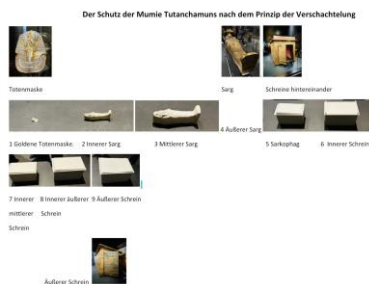 Der Schutz der Mumie Tutanchamuns nach dem Prinzip der Verschachtelung
Totenmaske Sarg Schreine hintereinander
1 Goldene Totenmaske. 2 Innerer Sarg 3 Mittlerer Sarg 4 Äußerer Sarg 5 Sarkophag 6 Innerer Schrein
7 Innerer 8 Innerer äußerer 9 Äußerer Schrein
mittlerer Schrein
Schrein
Äußerer Schrein